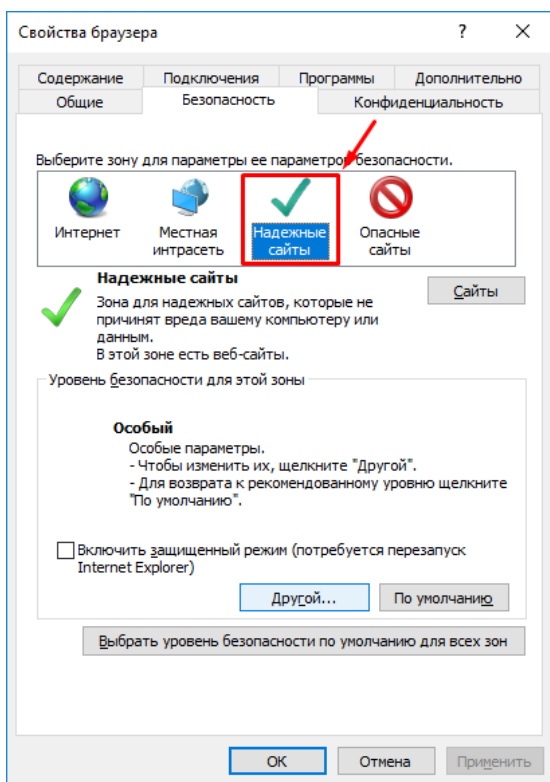 Свойства браузера
Содержание Подключения Программы Дополнительно
Общие Безопасность Конфиденциальность
Выберите зону для параметры ее параметров безопасности.
Интернет Местная интрасеть Надежные сайты Опасные сайты
Надежные сайты
Сайты
Зона для надежных сайтов, которые не
причинят вреда вашему компьютеру или
данным.
В этой зоне есть веб-сайты.
Уровень безопасности для этой зоны
Особый
Особые параметры.
- Чтобы изменить их, щелкните "Другой".
- Для возврата к рекомендованному уровню щелкните
"По умолчанию".
Включить защищенный режим (потребуется перезапуск
Internet Explorer)
Другой... По умолчанию
Выбрать уровень безопасности по умолчанию для всех зон
ОК Отмена Применить